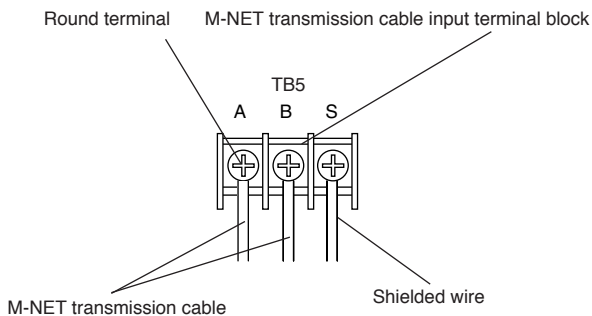 Round terminal
M-NET transmission cable input terminal block
TB5
A B S
M-NET transmission cable
Shielded wire